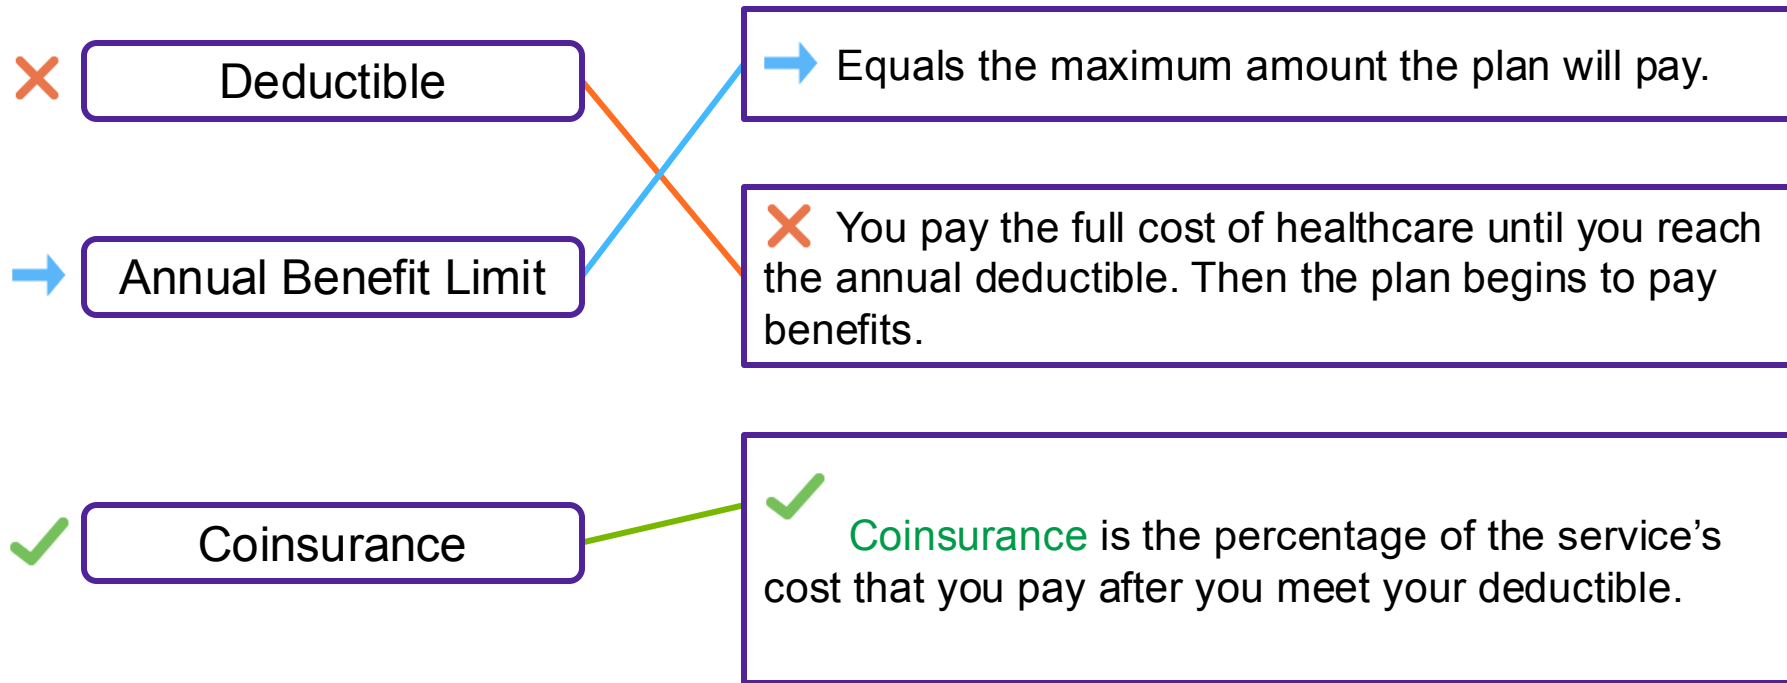 Deductible
Equals the maximum amount the plan will pay.
Annual Benefit Limit
You pay the full cost of healthcare until you reach
the annual deductible. Then the plan begins to pay
benefits.
Coinsurance
Coinsurance is the percentage of the service’s
cost that you pay after you meet your deductible.